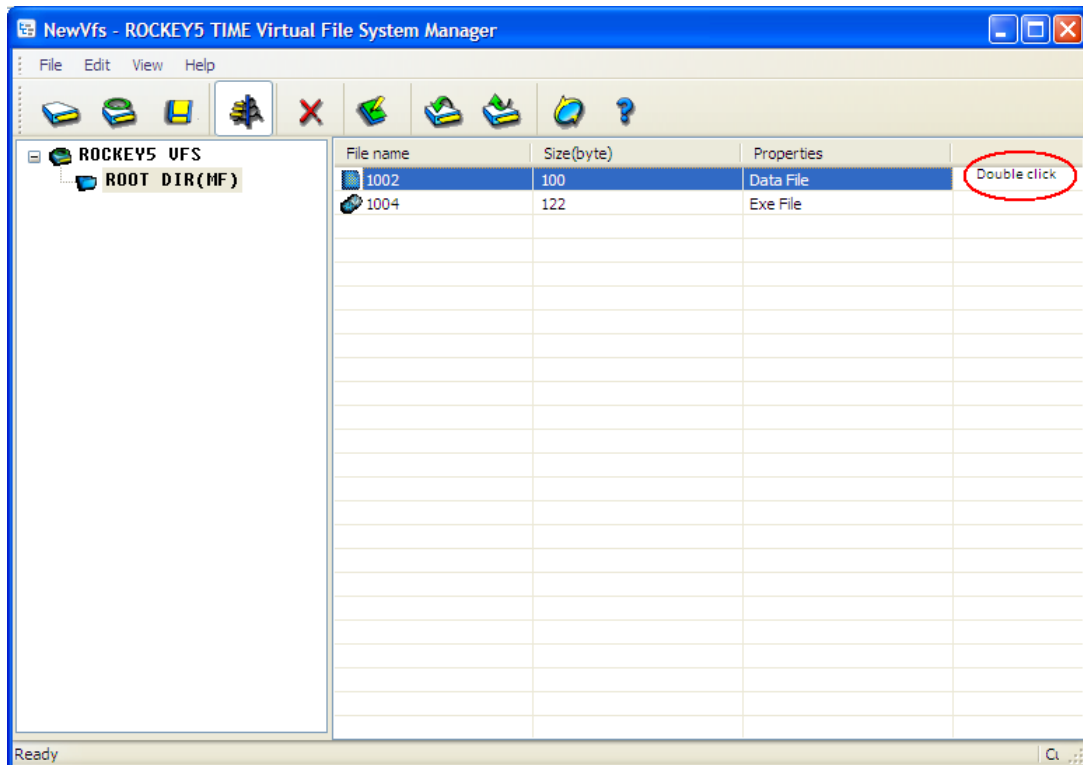 NewVfs - ROCKEY5 TIME Virtual File System Manager
File Edit View Help
ROCKEY5 VFS
ROOT DIR(MF)
File name Size(byte) Properties
1002 100 Data File Double click
1004 122 Exe File
Ready